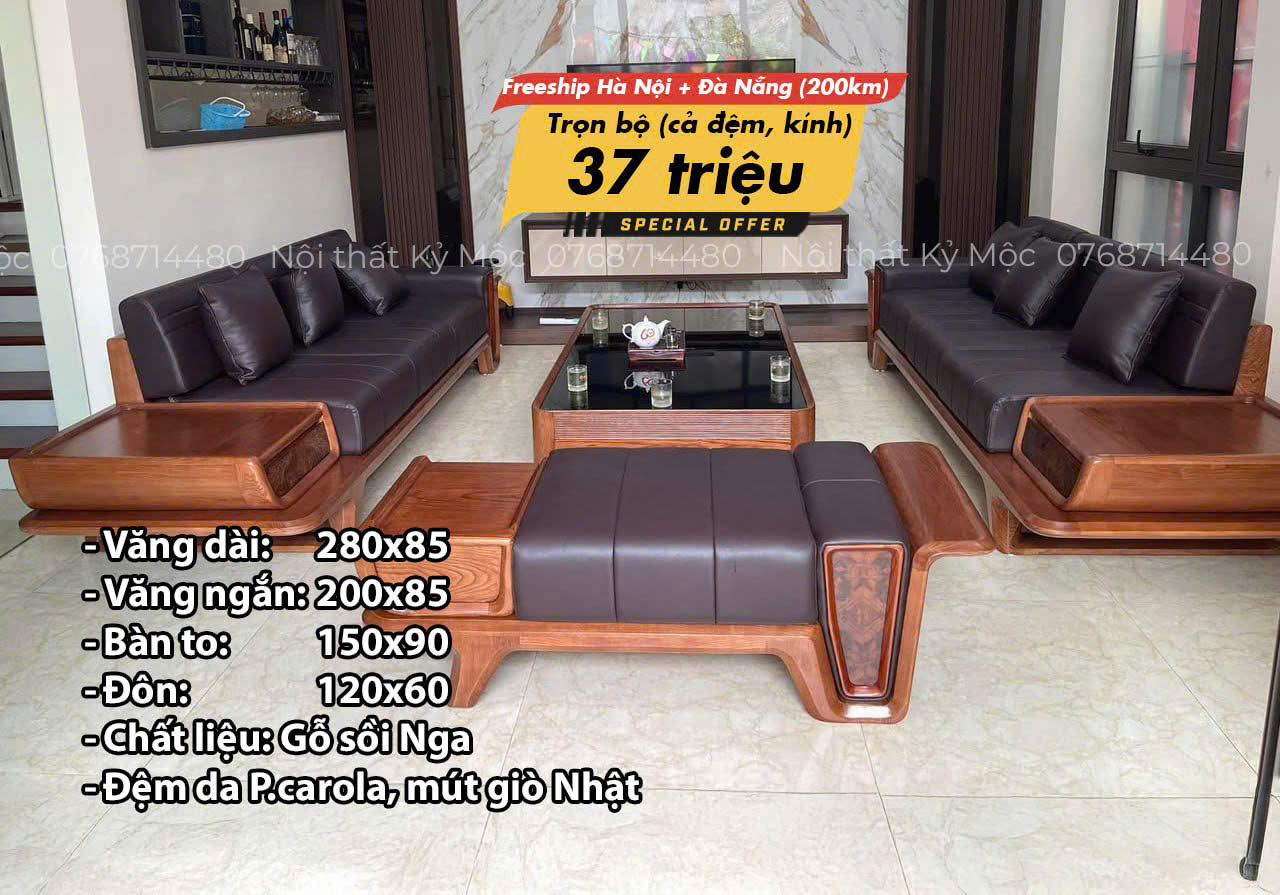 Freeship Hà Nội + Đà Nẵng (200km)
Trọn bộ (cả đệm, kính)
37 triệu
SPECIAL OFFER
ộc 0768714480 Nội thất Kỷ Mộc 0768714480 Nội thất Kỷ Mộc 0768714480
- Văng dài: 280x85
- Văng ngắn: 200x85
- Bàn to: 150x90
- Đôn: 120x60
- Chất liệu: Gỗ sồi Nga
- Đệm da P.carola, mút giò Nhật